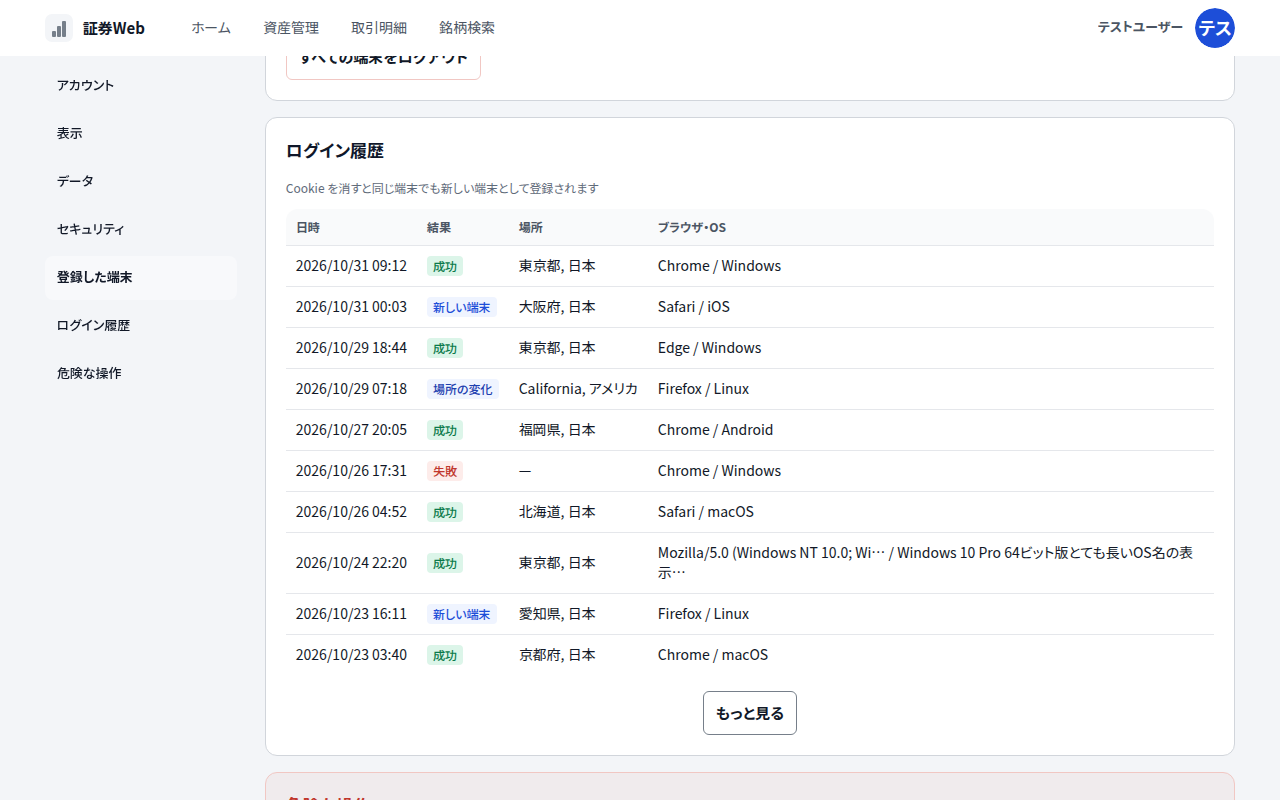 証券Web
ホーム
資産管理
取引明細
銘柄検索
テストユーザー
テス
アカウント
表示
データ
セキュリティ
登録した端末
ログイン履歴
危険な操作
すべての端末をログアウト
ログイン履歴
Cookie を消すと同じ端末でも新しい端末として登録されます
日時 結果 場所 ブラウザ・OS
2026/10/31 09:12 成功 東京都, 日本 Chrome / Windows
2026/10/31 00:03 新しい端末 大阪府, 日本 Safari / iOS
2026/10/29 18:44 成功 東京都, 日本 Edge / Windows
2026/10/29 07:18 場所の変化 California, アメリカ Firefox / Linux
2026/10/27 20:05 成功 福岡県, 日本 Chrome / Android
2026/10/26 17:31 失敗 — Chrome / Windows
2026/10/26 04:52 成功 北海道, 日本 Safari / macOS
2026/10/24 22:20 成功 東京都, 日本 Mozilla/5.0 (Windows NT 10.0; Wi… / Windows 10 Pro 64ビット版とても長いOS名の表
示…
2026/10/23 16:11 新しい端末 愛知県, 日本 Firefox / Linux
2026/10/23 03:40 成功 京都府, 日本 Chrome / macOS
もっと見る